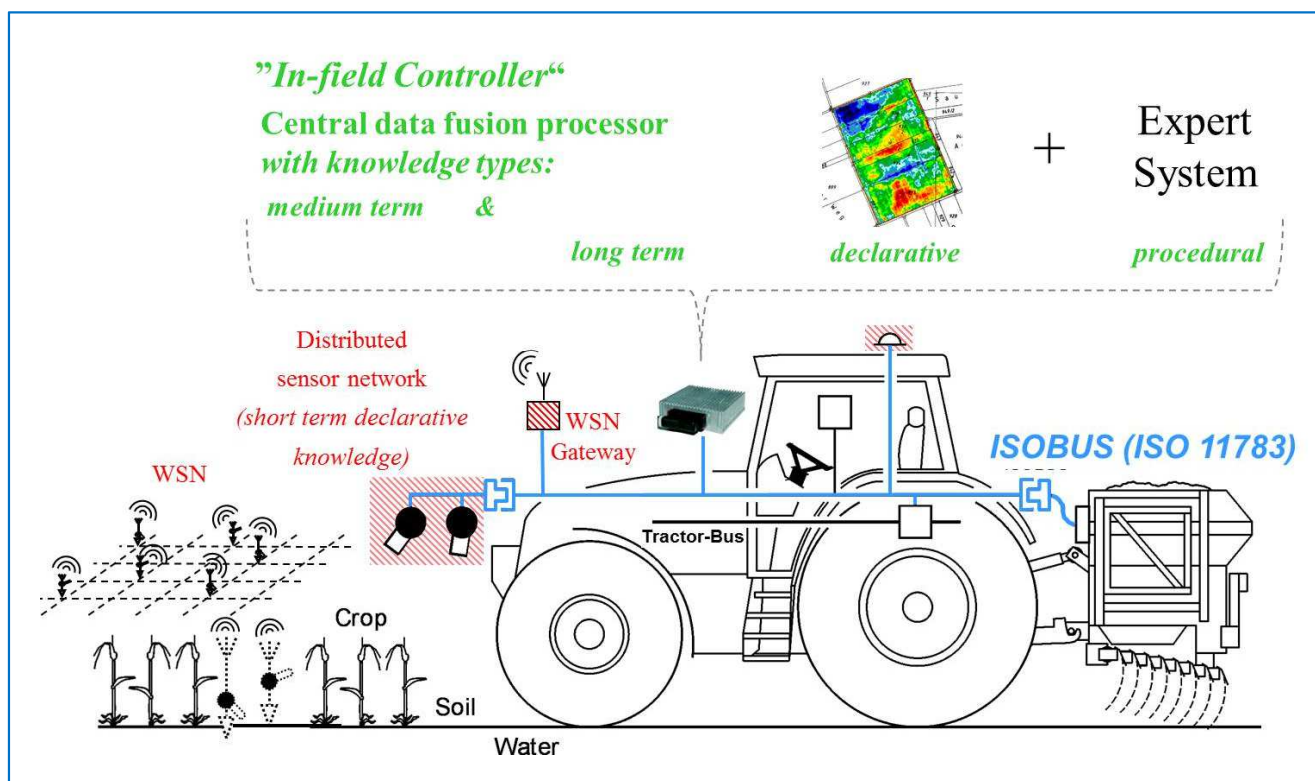 ”In-field Controller“
Central data fusion processor
with knowledge types:
medium term &
long term
declarative
procedural
+
Expert
System
Distributed
sensor network
(short term declarative
knowledge)
WSN
Gateway
WSN
ISOBUS (ISO 11783)
Tractor-Bus
Crop
Soil
Water